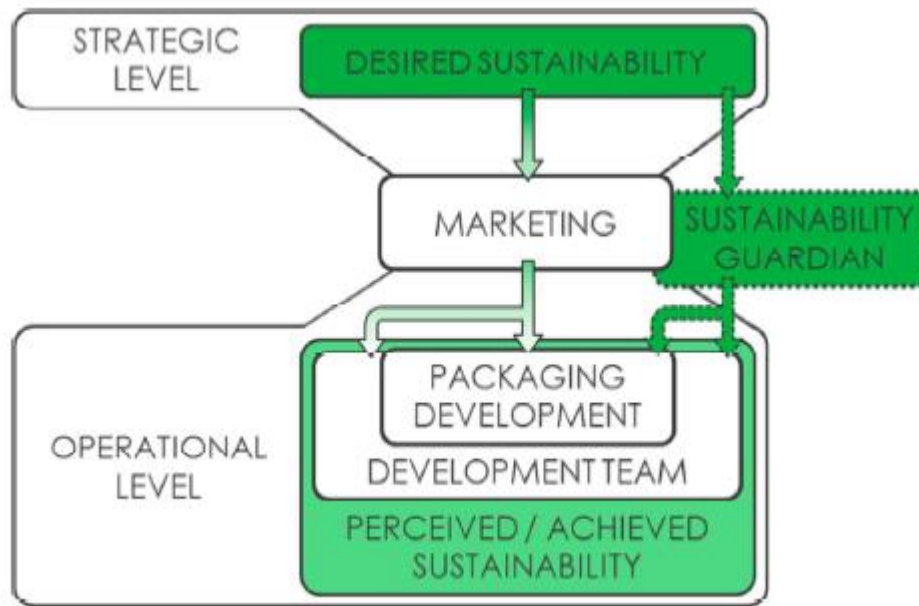 STRATEGIC
LEVEL
DESIRED SUSTAINABILITY
MARKETING
SUSTAINABILITY
GUARDIAN
OPERATIONAL
LEVEL
PACKAGING
DEVELOPMENT
DEVELOPMENT TEAM
PERCEIVED / ACHIEVED
SUSTAINABILITY